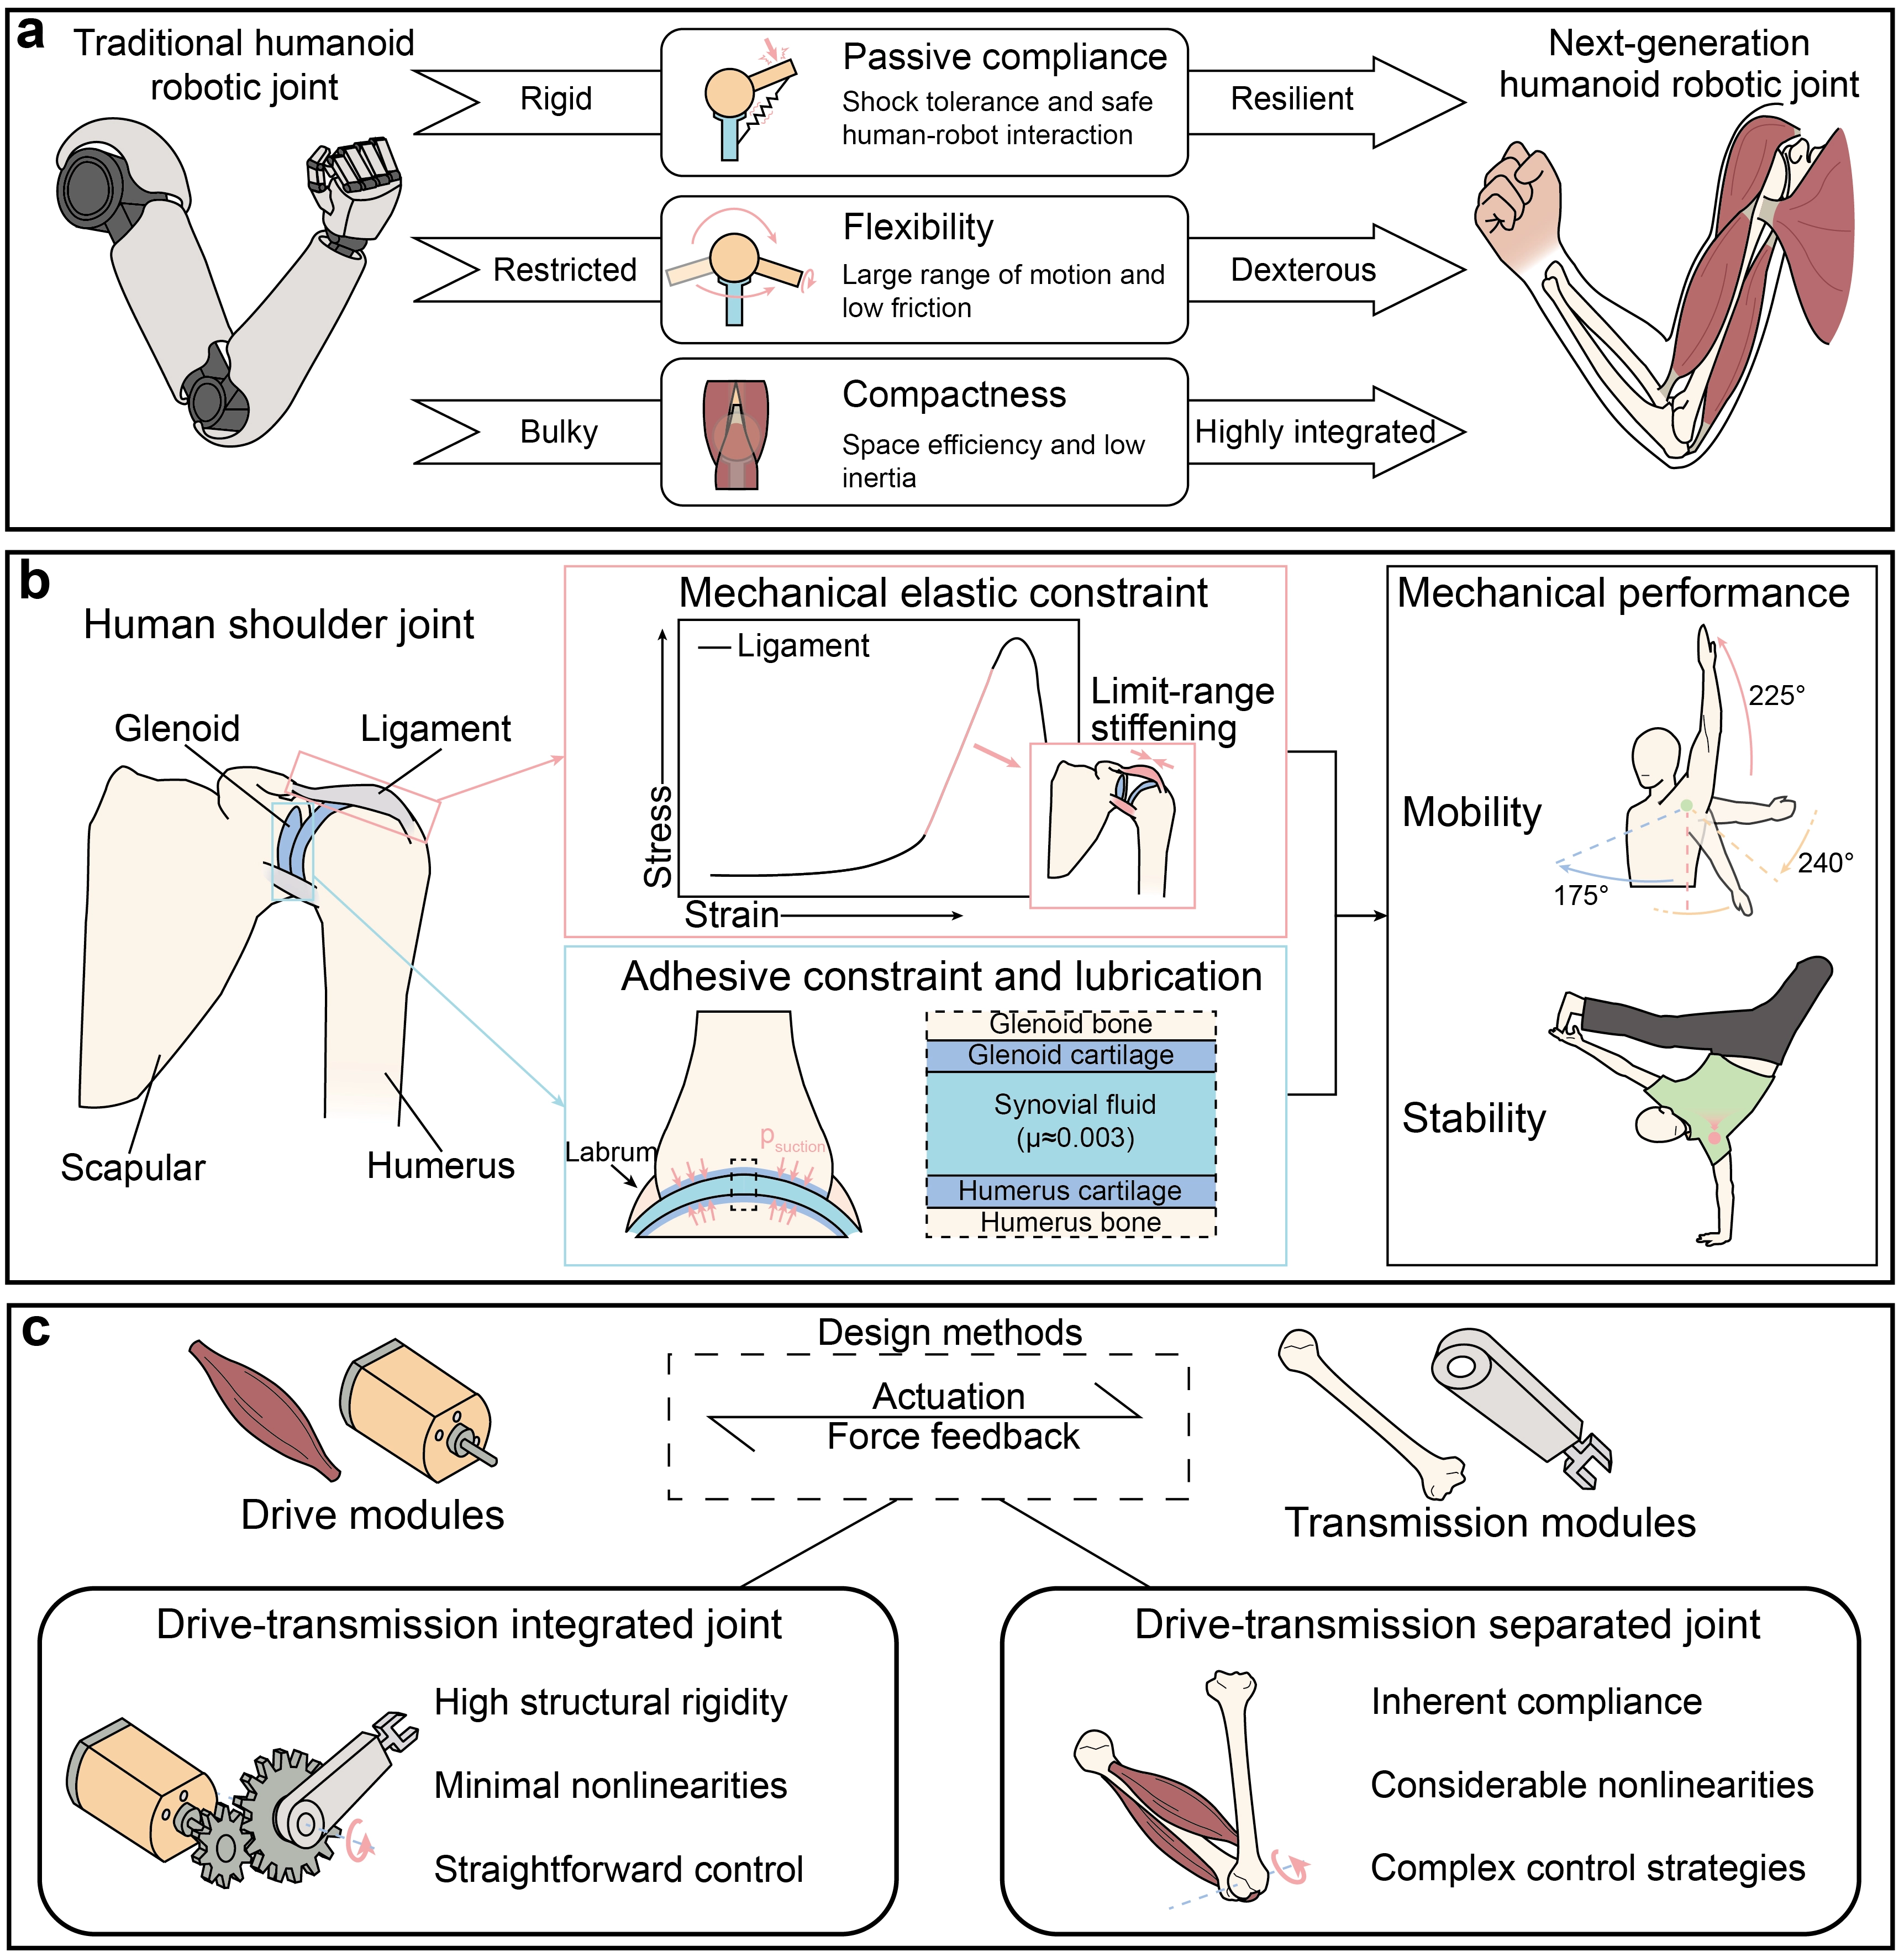 a
Traditional humanoid
robotic joint
Rigid
Passive compliance
Shock tolerance and safe
human-robot interaction
Resilient
Next-generation
humanoid robotic joint
Restricted
Flexibility
Large range of motion and
low friction
Dexterous
Bulky
Compactness
Space efficiency and low
inertia
Highly integrated
b
Human shoulder joint
Glenoid
Ligament
Scapular
Humerus
Mechanical elastic constraint
Ligament
Stress
Strain
Limit-range
stiffening
Adhesive constraint and lubrication
Labrum
p suction
Glenoid bone
Glenoid cartilage
Synovial fluid
(μ≈0.003)
Humerus cartilage
Humerus bone
Mechanical performance
Mobility
225°
240°
175°
Stability
c
Drive modules
Design methods
Actuation
Force feedback
Transmission modules
Drive-transmission integrated joint
High structural rigidity
Minimal nonlinearities
Straightforward control
Drive-transmission separated joint
Inherent compliance
Considerable nonlinearities
Complex control strategies